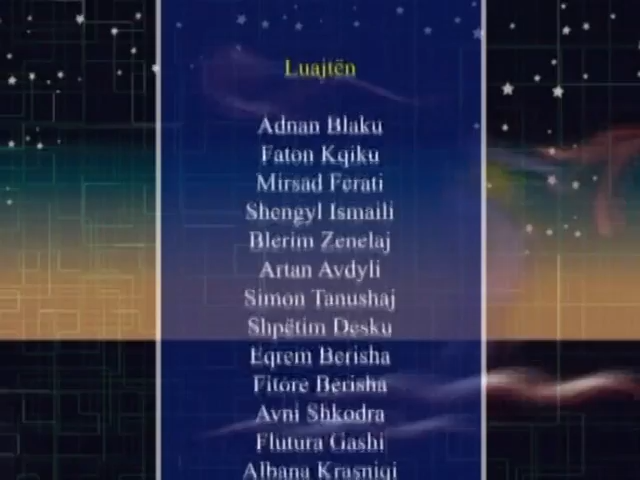 Luajtën
Adnan Blaku
Faton Kqiku
Mirsad Ferati
Shengyl Ismaili
Blerim Zenelaj
Artan Avdyli
Simon Tanushaj
Shpëtim Desku
Eqrem Berisha
Fitore Berisha
Avni Shkodra
Flutura Gashi
Albana Krasniqi